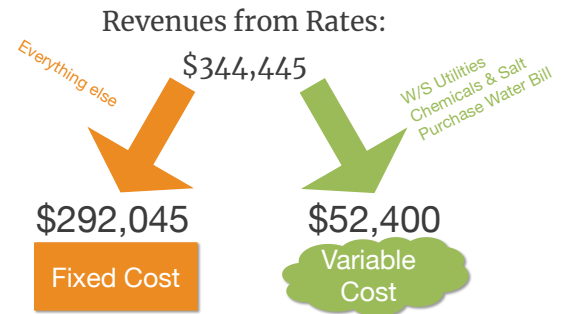 Revenues from Rates:
$344,445
Everything else
W/S Utilities
Chemicals & Salt
Purchase Water Bill
$292,045
$52,400
Fixed Cost
Variable
Cost